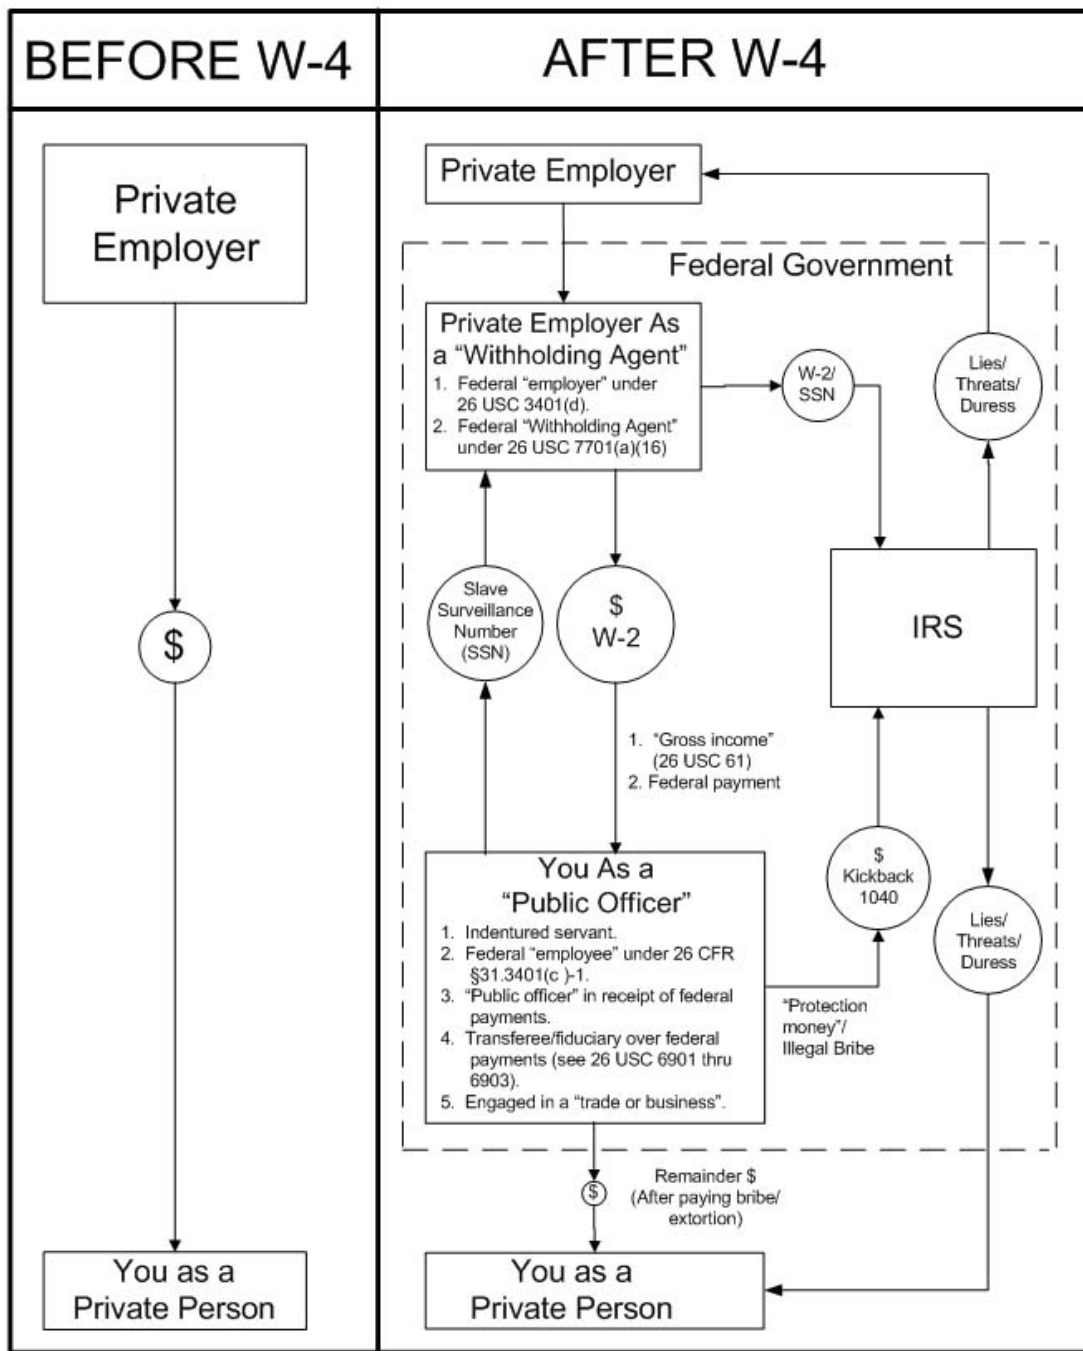 BEFORE W-4
AFTER W-4
Private
Employer
$
You as a
Private Person
Private Employer
Federal Government
Private Employer As
a “Withholding Agent”
1. Federal “employer” under
26 USC 3401(d).
2. Federal “Withholding Agent”
under 26 USC 7701(a)(16)
W-2/
SSN
Lies/
Threats/
Duress
Slave
Surveillance
Number
(SSN)
$
W-2
IRS
1. “Gross income”
(26 USC 61)
2. Federal payment
You As a
“Public Officer”
1. Indentured servant.
2. Federal “employee” under 26 CFR
§31.3401(c )-1.
3. “Public officer” in receipt of federal
payments.
4. Transferee/fiduciary over federal
payments (see 26 USC 6901 thru
6903).
5. Engaged in a “trade or business”.
$
Kickback
1040
Lies/
Threats/
Duress
“Protection
money”/
Illegal Bribe
$
Remainder $
(After paying bribe/
extortion)
You as a
Private Person